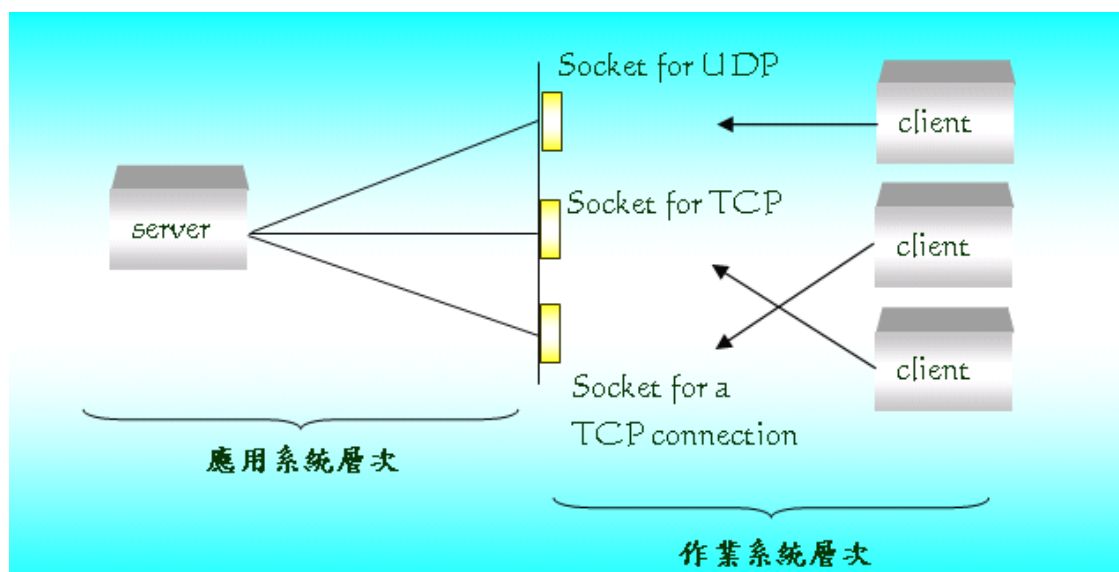 Socket for UDP
client
server
Socket for TCP
client
client
Socket for a
TCP connection
應用系統層次
作業系統層次